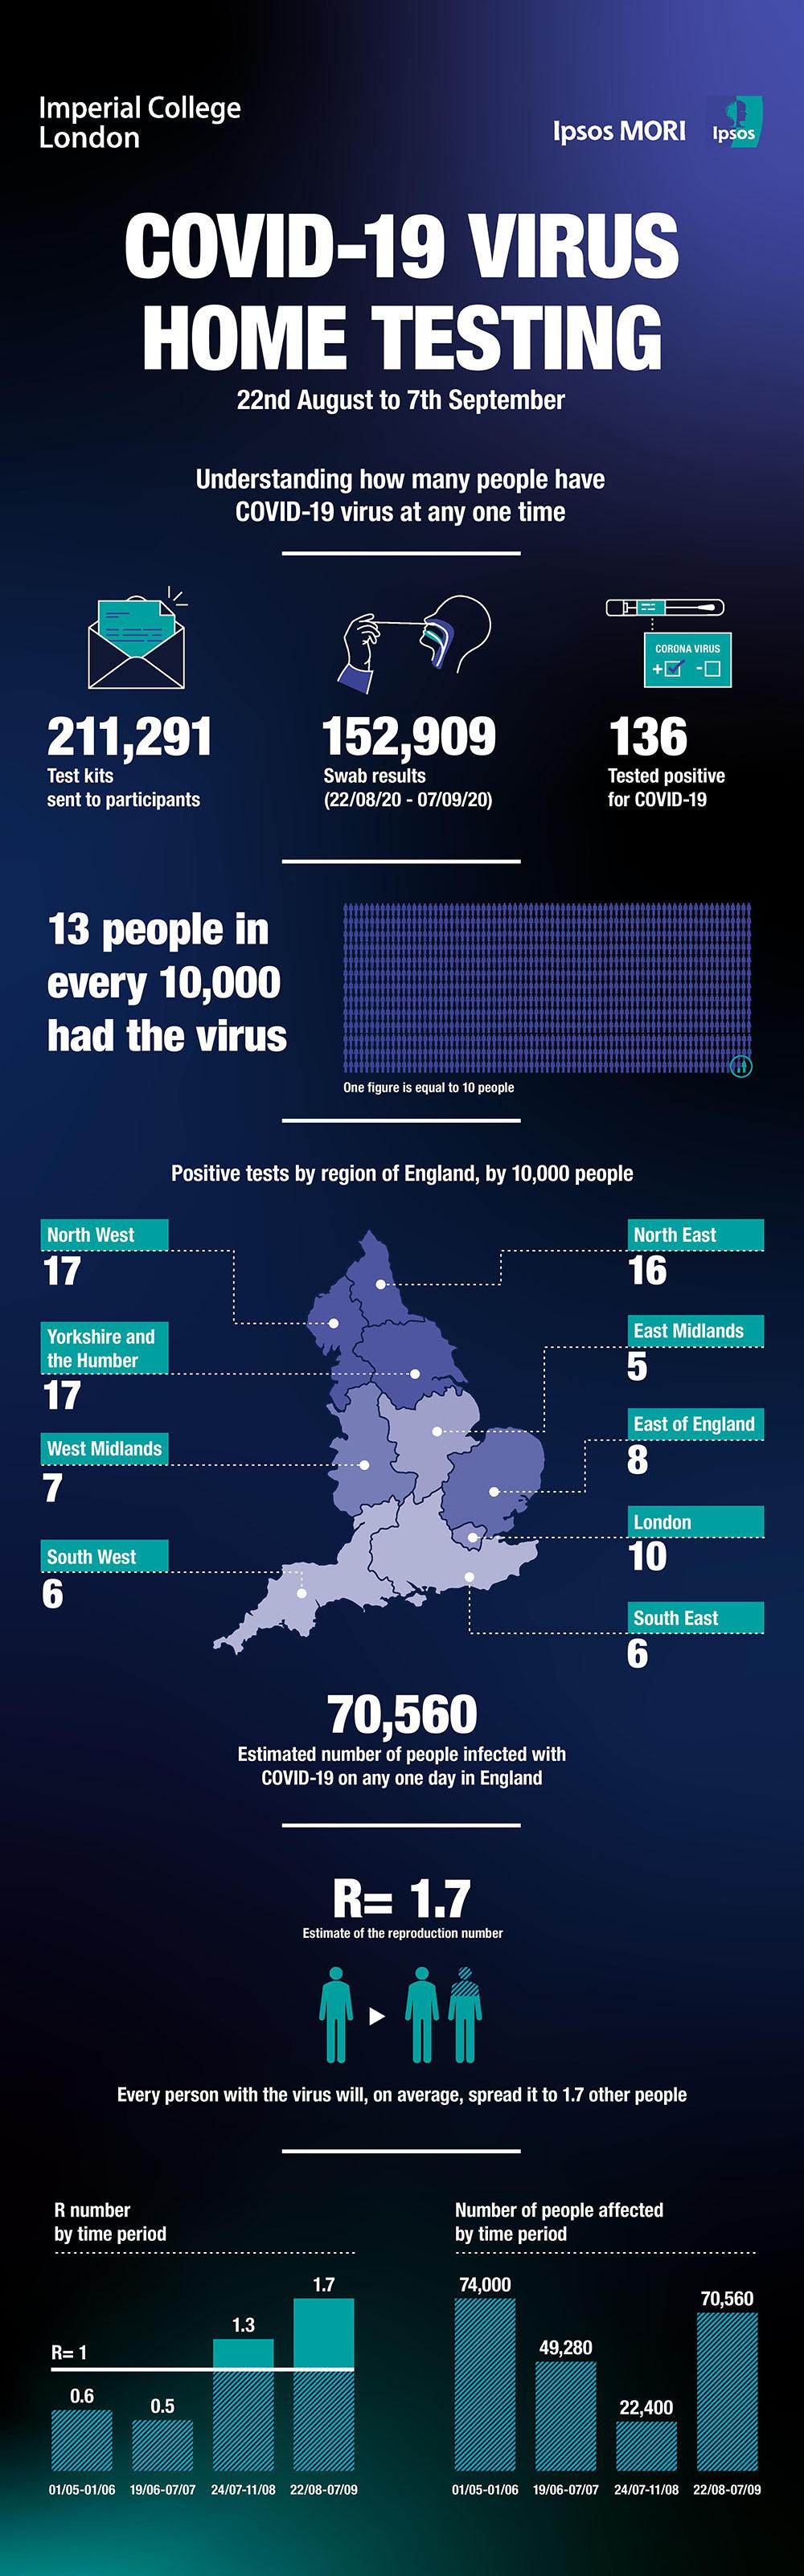 Imperial College
London
Ipsos MORI
Ipsos
COVID-19 VIRUS
HOME TESTING
22nd August to 7th September
Understanding how many people have
COVID-19 virus at any one time
CORONA VIRUS
+ -
211,291
Test kits
sent to participants
152,909
Swab results
(22/08/20 - 07/09/20)
136
Tested positive
for COVID-19
13 people in
every 10,000
had the virus
One figure is equal to 10 people
Positive tests by region of England, by 10,000 people
North West
17
Yorkshire and
the Humber
17
West Midlands
7
South West
6
North East
16
East Midlands
5
East of England
8
London
10
South East
6
70,560
Estimated number of people infected with
COVID-19 on any one day in England
R= 1.7
Estimate of the reproduction number
Every person with the virus will, on average, spread it to 1.7 other people
R number
by time period
R= 1
0.6
0.5
1.3
1.7
01/05-01/06 19/06-07/07 24/07-11/08 22/08-07/09
Number of people affected
by time period
74,000
49,280
22,400
70,560
01/05-01/06 19/06-07/07 24/07-11/08 22/08-07/09